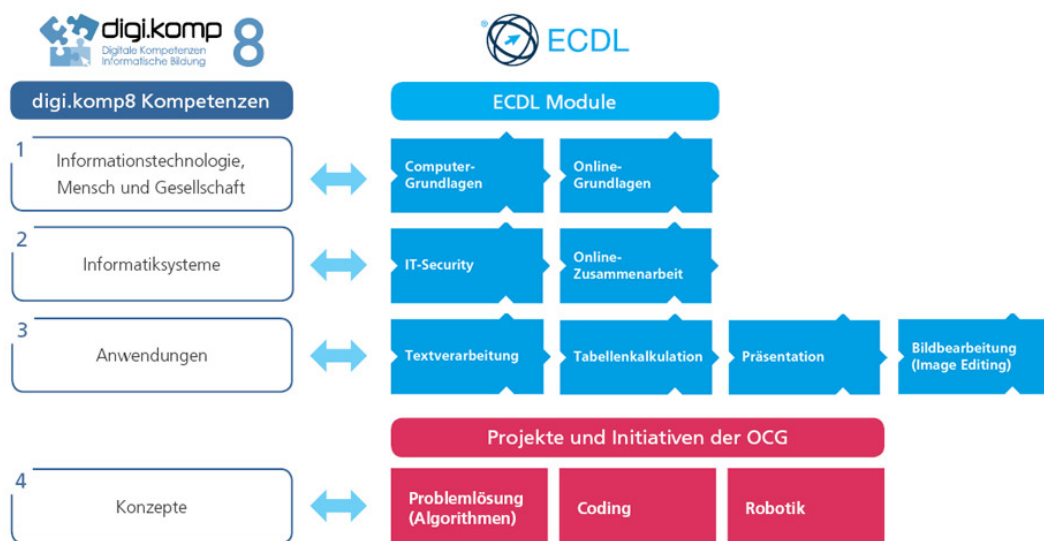 digi.komp 8
Digitale Kompetenzen
Informatische Bildung
® ECDL
digi.komp8 Kompetenzen
ECDL Module
1
Informationstechnologie,
Mensch und Gesellschaft
Computer-
Grundlagen
Online-
Grundlagen
2
Informatiksysteme
IT-Security
Online-
Zusammenarbeit
3
Anwendungen
Textverarbeitung
Tabellenkalkulation
Präsentation
Bildbearbeitung
(Image Editing)
Projekte und Initiativen der OCG
4
Konzepte
Problemlösung
(Algorithmen)
Coding
Robotik